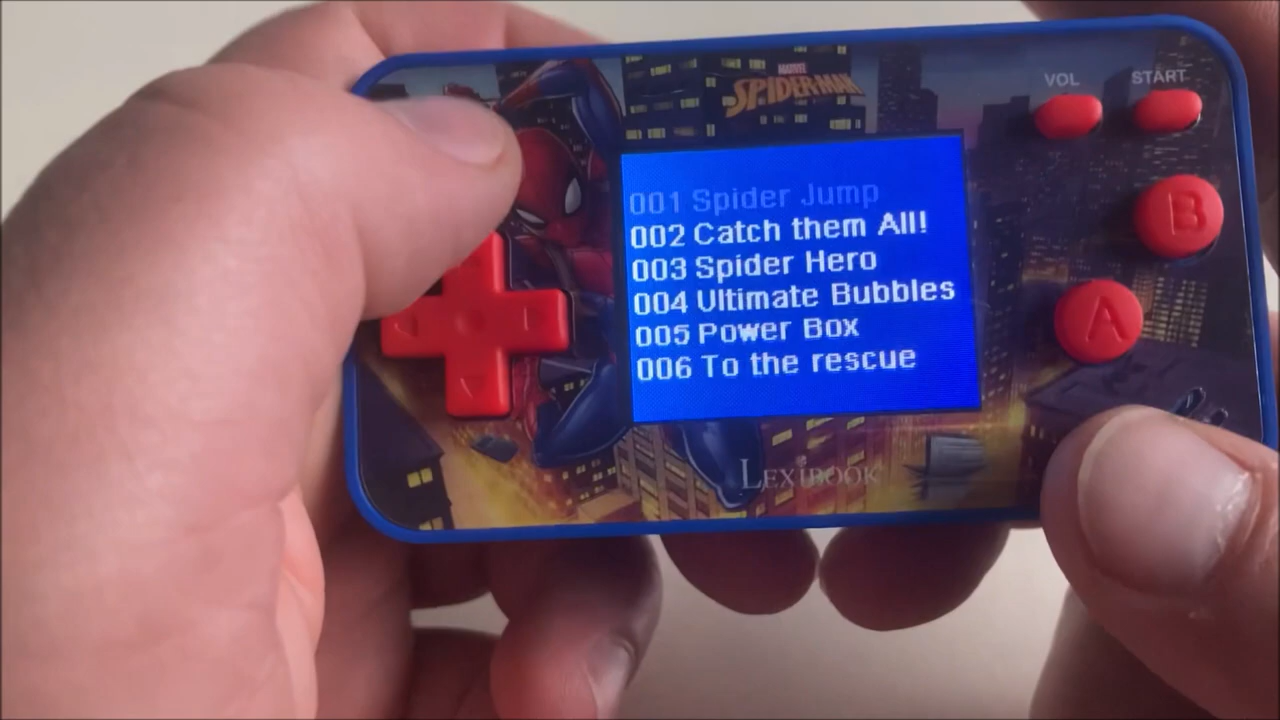 MARVEL
SPIDER-MAN
VOL
START
001 Spider Jump
002 Catch them All!
003 Spider Hero
004 Ultimate Bubbles
005 Power Box
006 To the rescue
B
A
LEXIBOOK